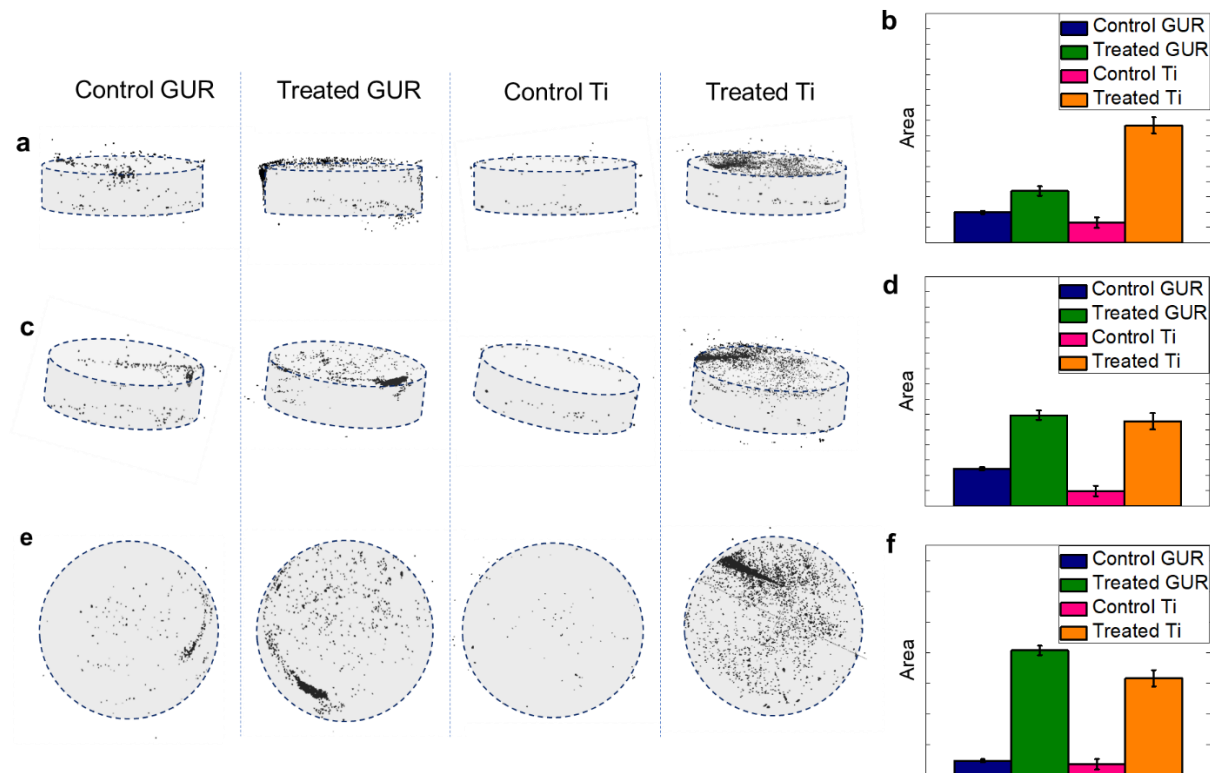 Control GUR
Treated GUR
Control Ti
Treated Ti
a
b
Area
Control GUR
Treated GUR
Control Ti
Treated Ti
c
d
Area
Control GUR
Treated GUR
Control Ti
Treated Ti
e
f
Area
Control GUR
Treated GUR
Control Ti
Treated Ti